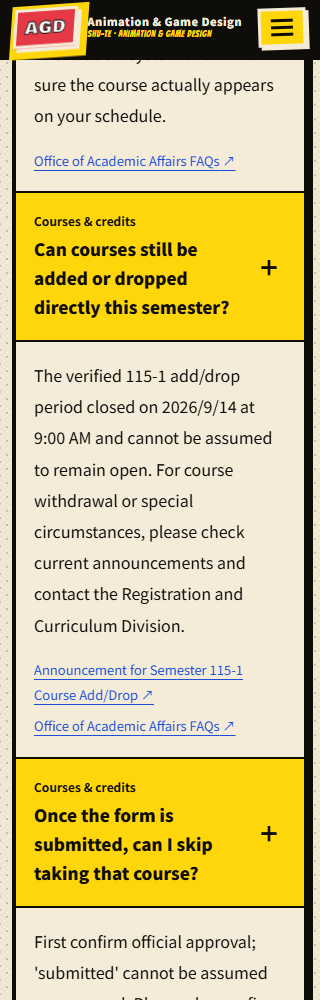 AGD
Animation & Game Design
SHU-TE · ANIMATION & GAME DESIGN
sure the course actually appears
on your schedule.
Office of Academic Affairs FAQs ↗
Courses & credits
Can courses still be
added or dropped
directly this semester?
+
The verified 115-1 add/drop
period closed on 2026/9/14 at
9:00 AM and cannot be assumed
to remain open. For course
withdrawal or special
circumstances, please check
current announcements and
contact the Registration and
Curriculum Division.
Announcement for Semester 115-1
Course Add/Drop ↗
Office of Academic Affairs FAQs ↗
Courses & credits
Once the form is
submitted, can I skip
taking that course?
+
First confirm official approval;
'submitted' cannot be assumed